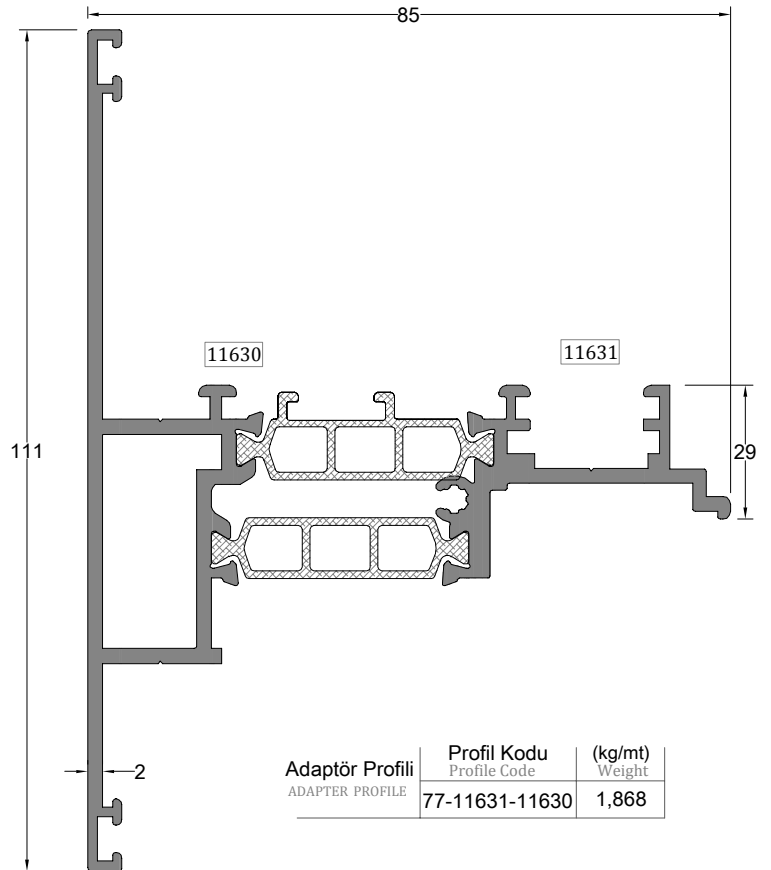 85
11630
11631
111
29
2
Adaptör Profili
ADAPTER PROFILE
Profil Kodu
Profile Code
(kg/mt)
Weight
77-11631-11630
1,868